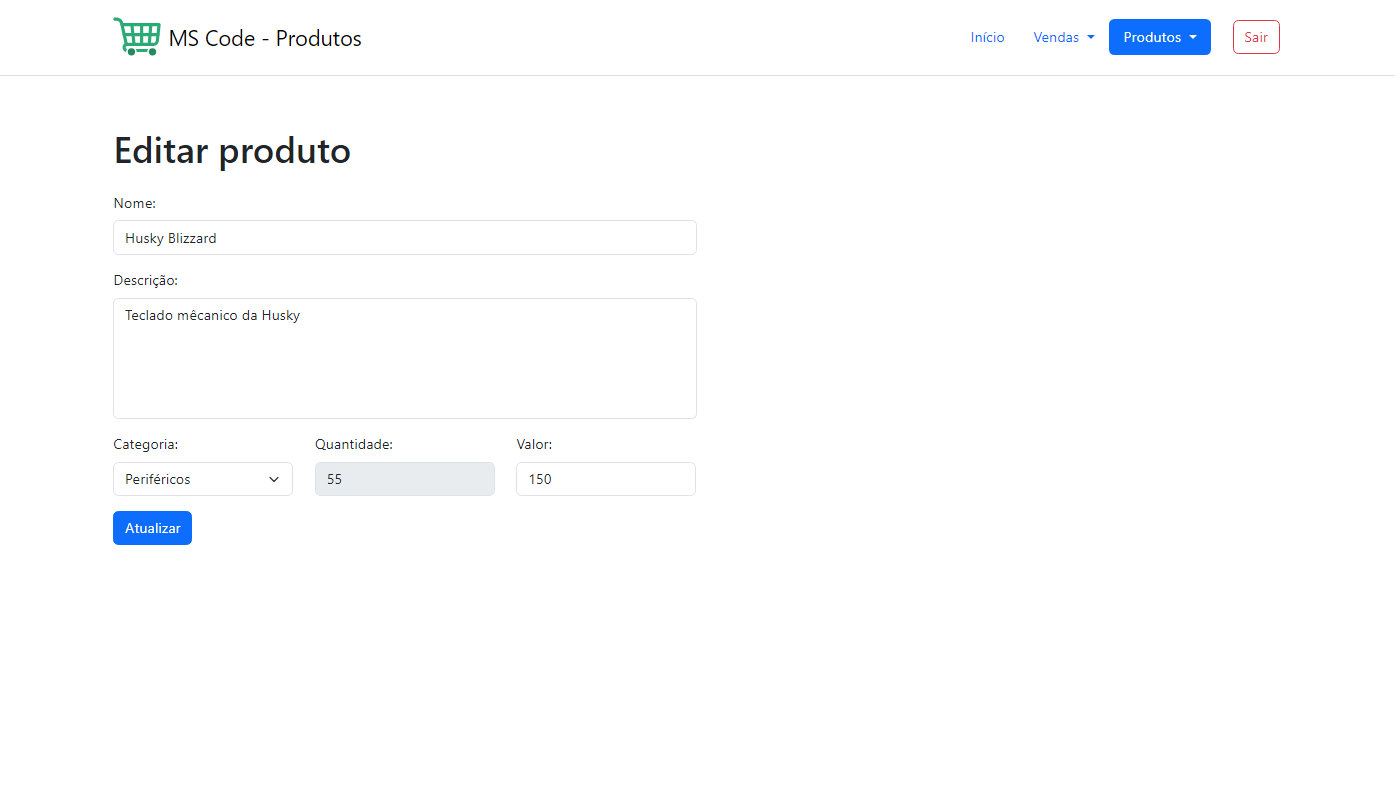 MS Code - Produtos
Início
Vendas
Produtos
Sair
Editar produto
Nome:
Husky Blizzard
Descrição:
Teclado mêcanico da Husky
Categoria:
Quantidade:
Valor:
Periféricos
55
150
Atualizar